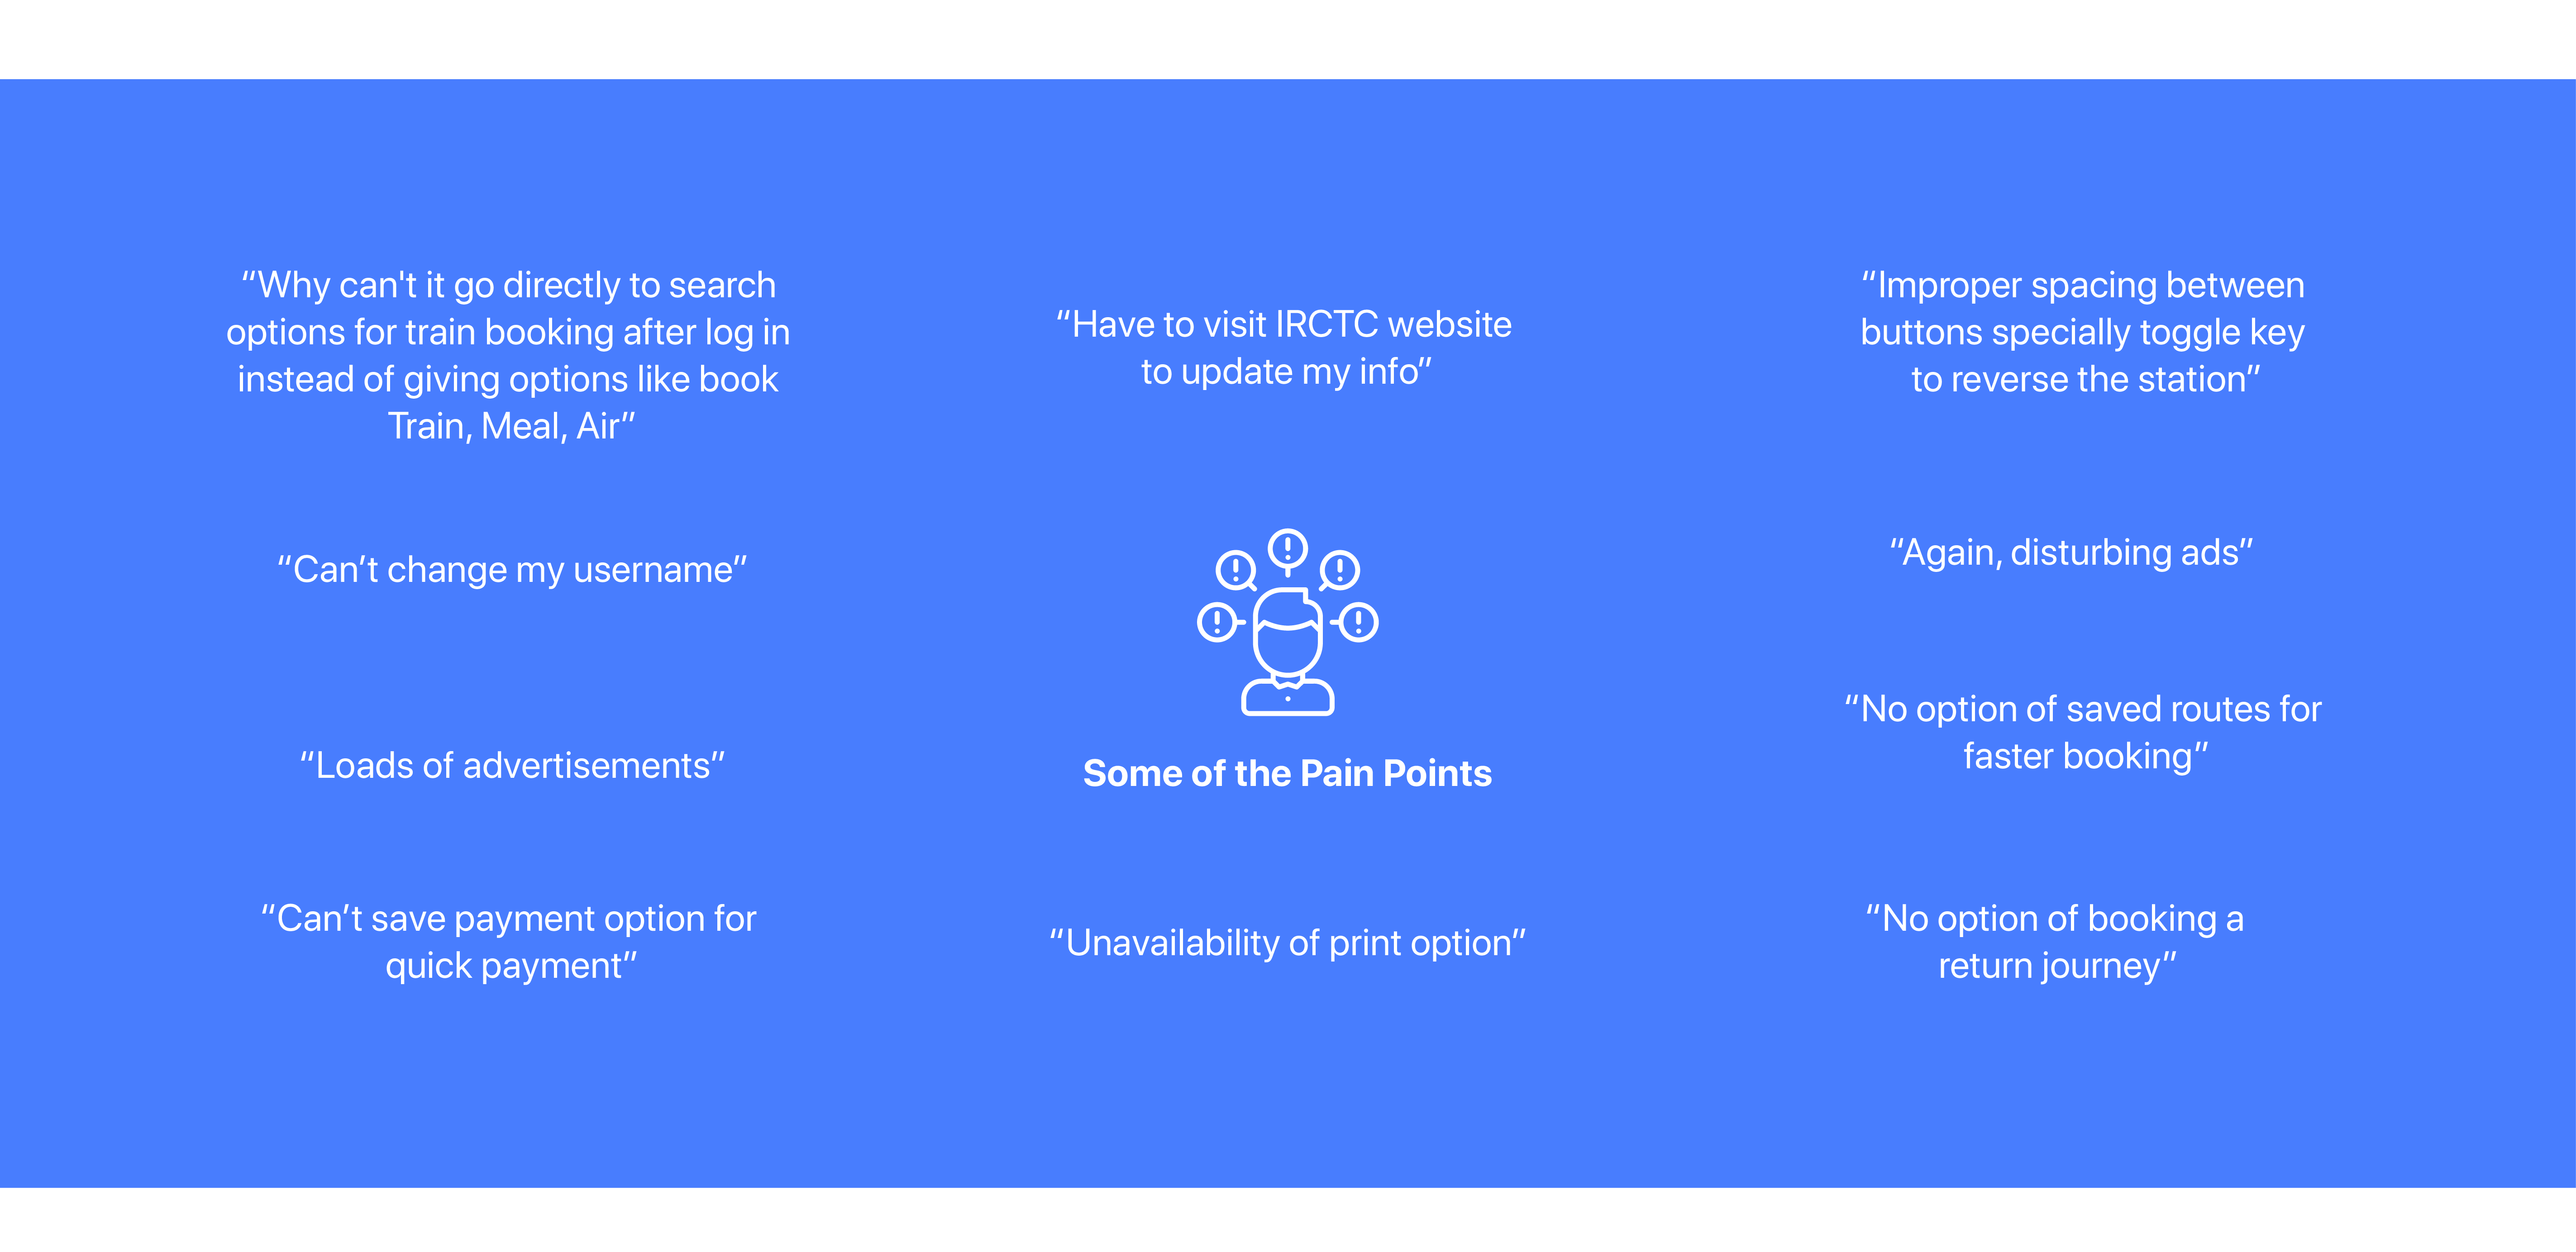 “Why can't it go directly to search
options for train booking after log in
instead of giving options like book
Train, Meal, Air”
“Can’t change my username”
“Loads of advertisements”
“Can’t save payment option for
quick payment”
“Have to visit IRCTC website
to update my info”
Some of the Pain Points
“Unavailability of print option”
“Improper spacing between
buttons specially toggle key
to reverse the station”
“Again, disturbing ads”
“No option of saved routes for
faster booking”
“No option of booking a
return journey”